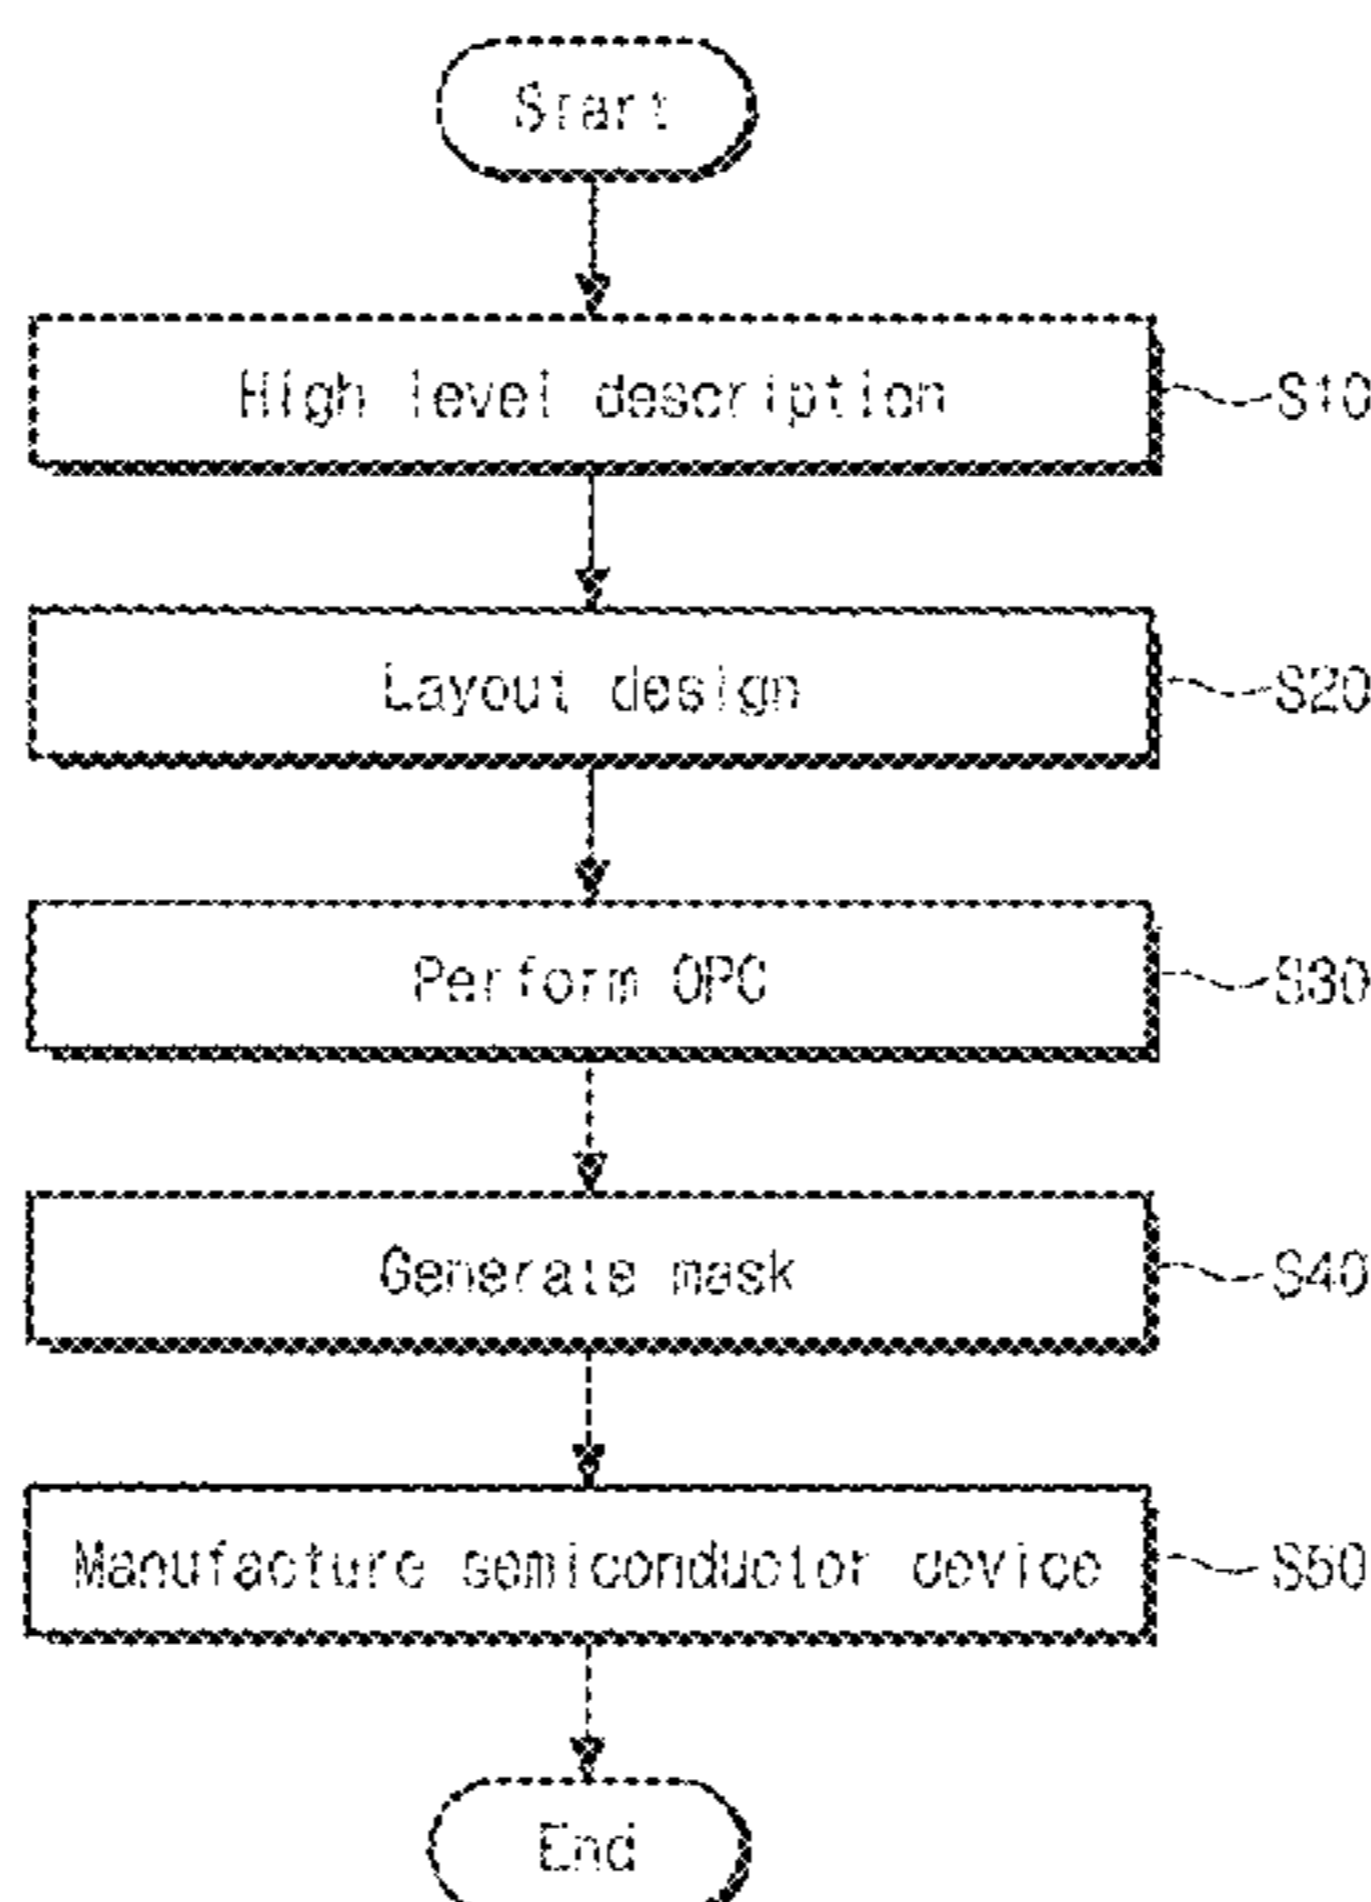 Start
High level description
S10
Layout design
S20
Perform OPC
S30
Generate mask
S40
Manufacture semiconductor device
S50
End